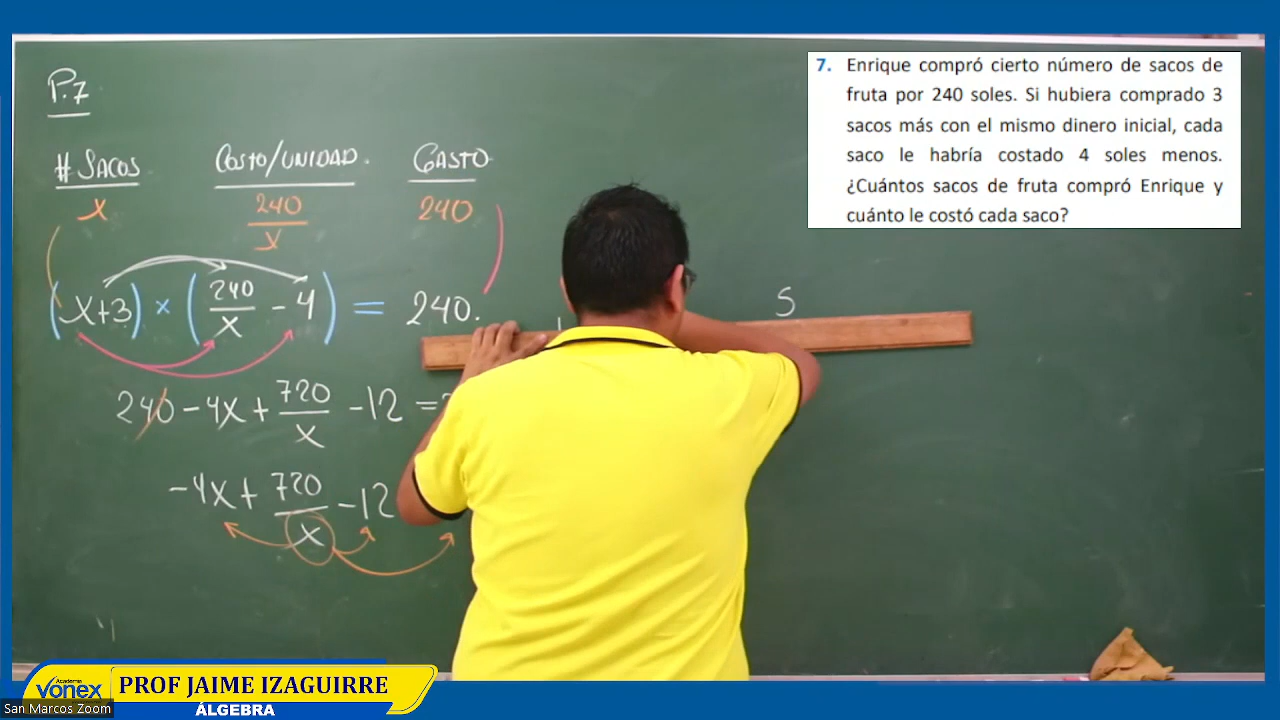 P.7
# SACOS COSTO/UNIDAD. GASTO
x 240/x 240
(x+3) × (240/x - 4) = 240.
240 - 4x + 720/x - 12 =
-4x + 720/x - 12
S
7. Enrique compró cierto número de sacos de
fruta por 240 soles. Si hubiera comprado 3
sacos más con el mismo dinero inicial, cada
saco le habría costado 4 soles menos.
¿Cuántos sacos de fruta compró Enrique y
cuánto le costó cada saco?
Academia
vonex
PROF JAIME IZAGUIRRE
ÁLGEBRA
San Marcos Zoom